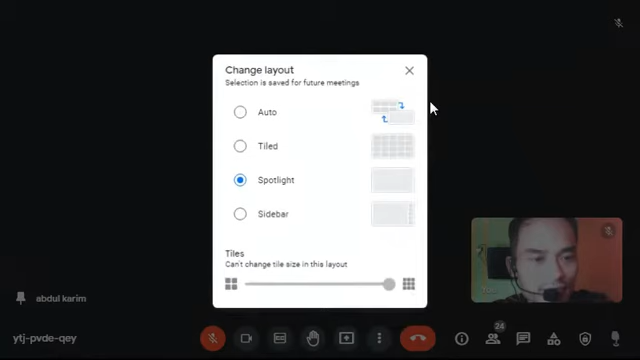 Change layout
Selection is saved for future meetings
Auto
Tiled
Spotlight
Sidebar
Tiles
Can't change tile size in this layout
abdul karim
ytj-pvde-qey
24